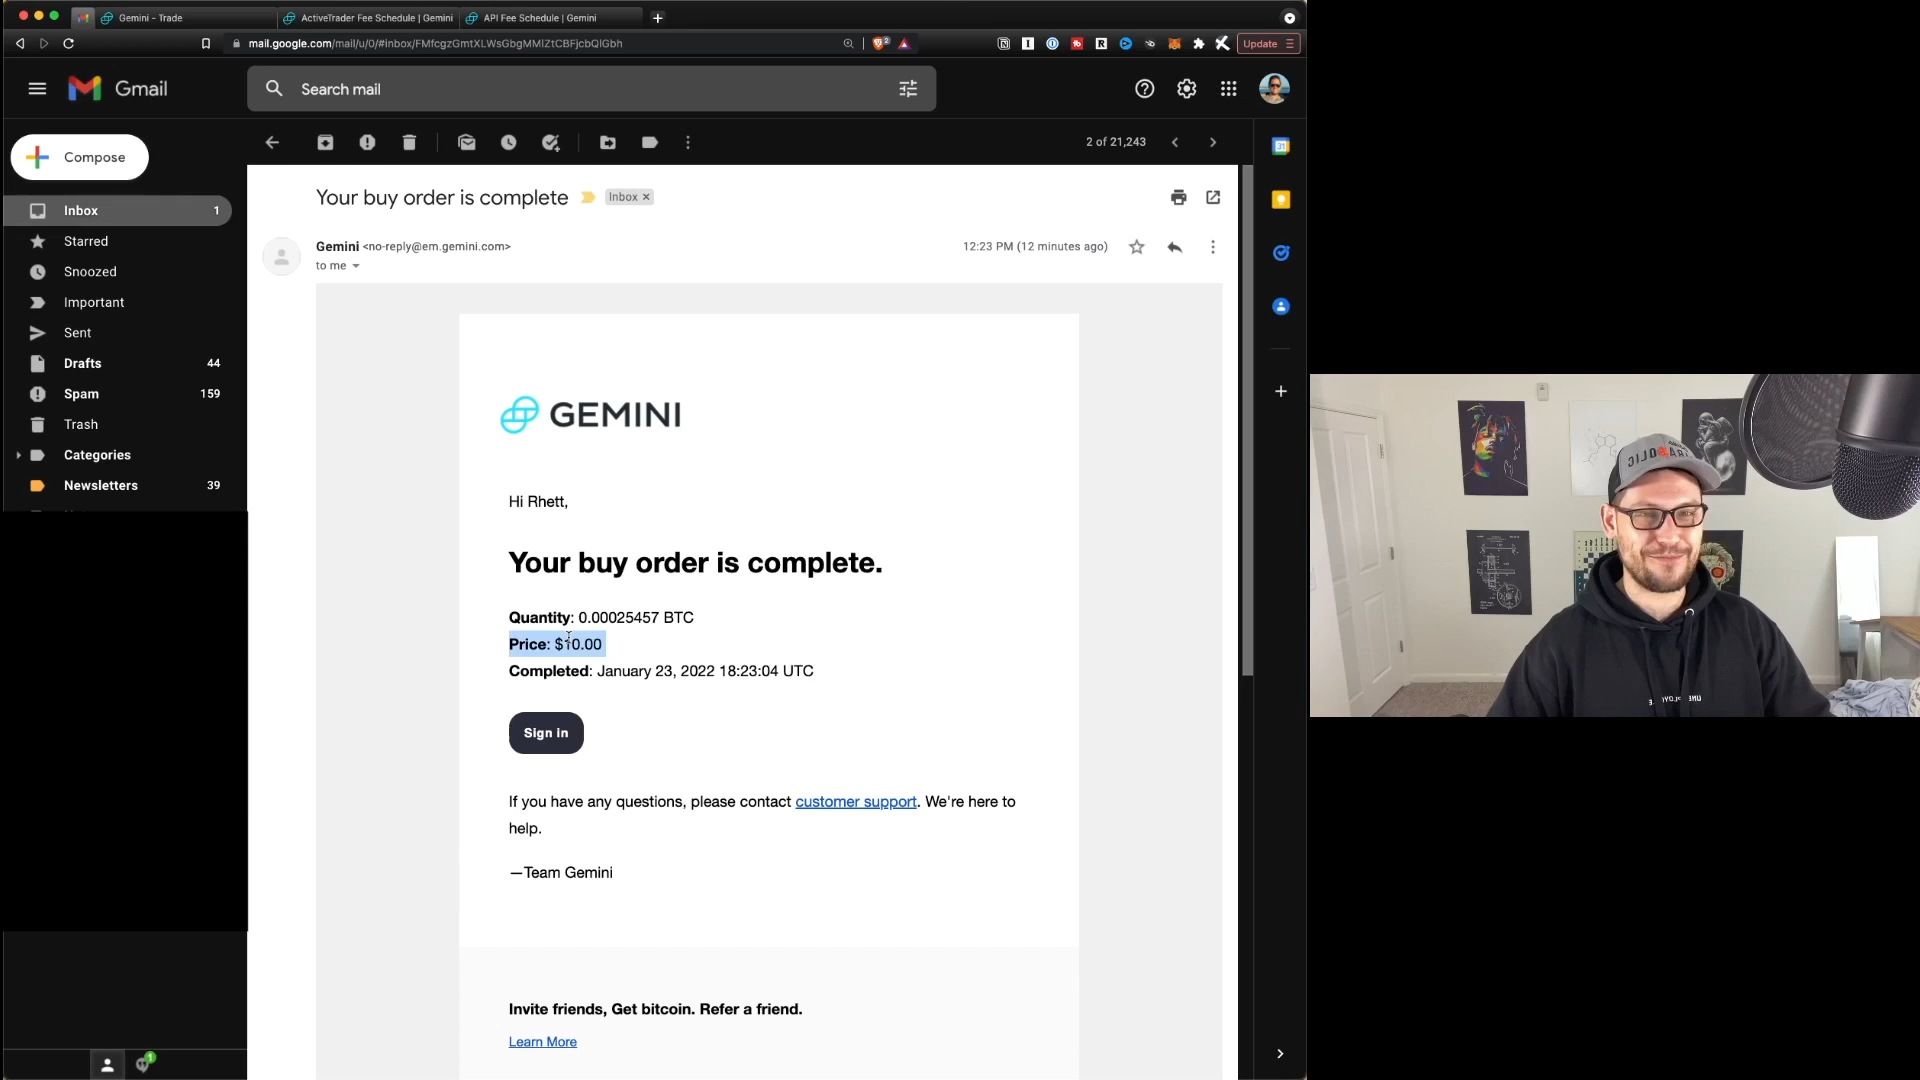 Gemini - Trade
ActiveTrader Fee Schedule | Gemini
API Fee Schedule | Gemini
mail.google.com/mail/u/0/#inbox/FMfcgzGmtXLWsGbgMMlZtCBFjcbQlGbh
Update
Gmail
Search mail
2 of 21,243
Compose
Inbox 1
Starred
Snoozed
Important
Sent
Drafts 44
Spam 159
Trash
Categories
Newsletters 39
Your buy order is complete
Inbox
Gemini <no-reply@em.gemini.com>
12:23 PM (12 minutes ago)
to me
GEMINI
Hi Rhett,
Your buy order is complete.
Quantity: 0.00025457 BTC
Price: $10.00
Completed: January 23, 2022 18:23:04 UTC
Sign in
If you have any questions, please contact customer support. We're here to
help.
—Team Gemini
Invite friends, Get bitcoin. Refer a friend.
Learn More
31
1